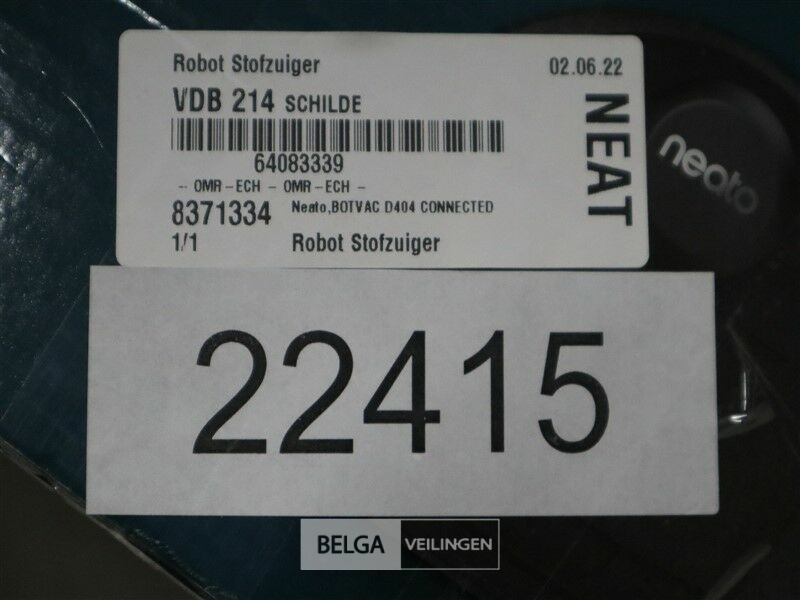 Robot Stofzuiger 02.06.22
VDB 214 SCHILDE
64083339
-- OMR-ECH - OMR-ECH -
8371334 Neato,BOTVAC D404 CONNECTED
1/1 Robot Stofzuiger
NEAT
neato
22415
BELGA VEILINGEN